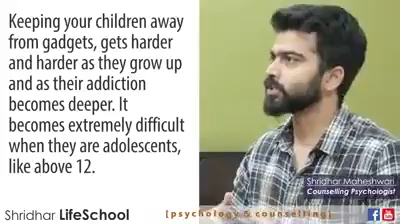 Keeping your children away
from gadgets, gets harder
and harder as they grow up
and as their addiction
becomes deeper. It
becomes extremely difficult
when they are adolescents,
like above 12.
Shridhar Maheshwari
Counselling Psychologist
Shridhar LifeSchool
[psychology & counselling]